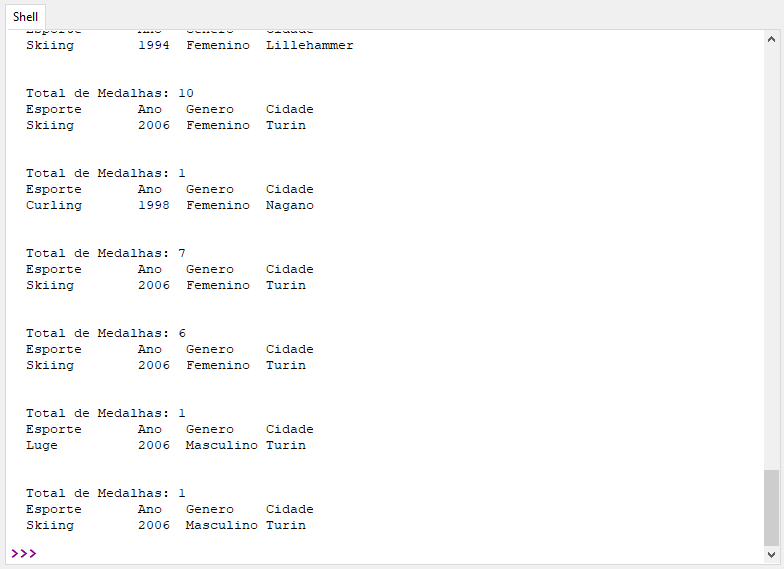 Shell
Esporte Ano Genero Cidade
Skiing 1994 Femenino Lillehammer
Total de Medalhas: 10
Esporte Ano Genero Cidade
Skiing 2006 Femenino Turin
Total de Medalhas: 1
Esporte Ano Genero Cidade
Curling 1998 Femenino Nagano
Total de Medalhas: 7
Esporte Ano Genero Cidade
Skiing 2006 Femenino Turin
Total de Medalhas: 6
Esporte Ano Genero Cidade
Skiing 2006 Femenino Turin
Total de Medalhas: 1
Esporte Ano Genero Cidade
Luge 2006 Masculino Turin
Total de Medalhas: 1
Esporte Ano Genero Cidade
Skiing 2006 Masculino Turin
>>>